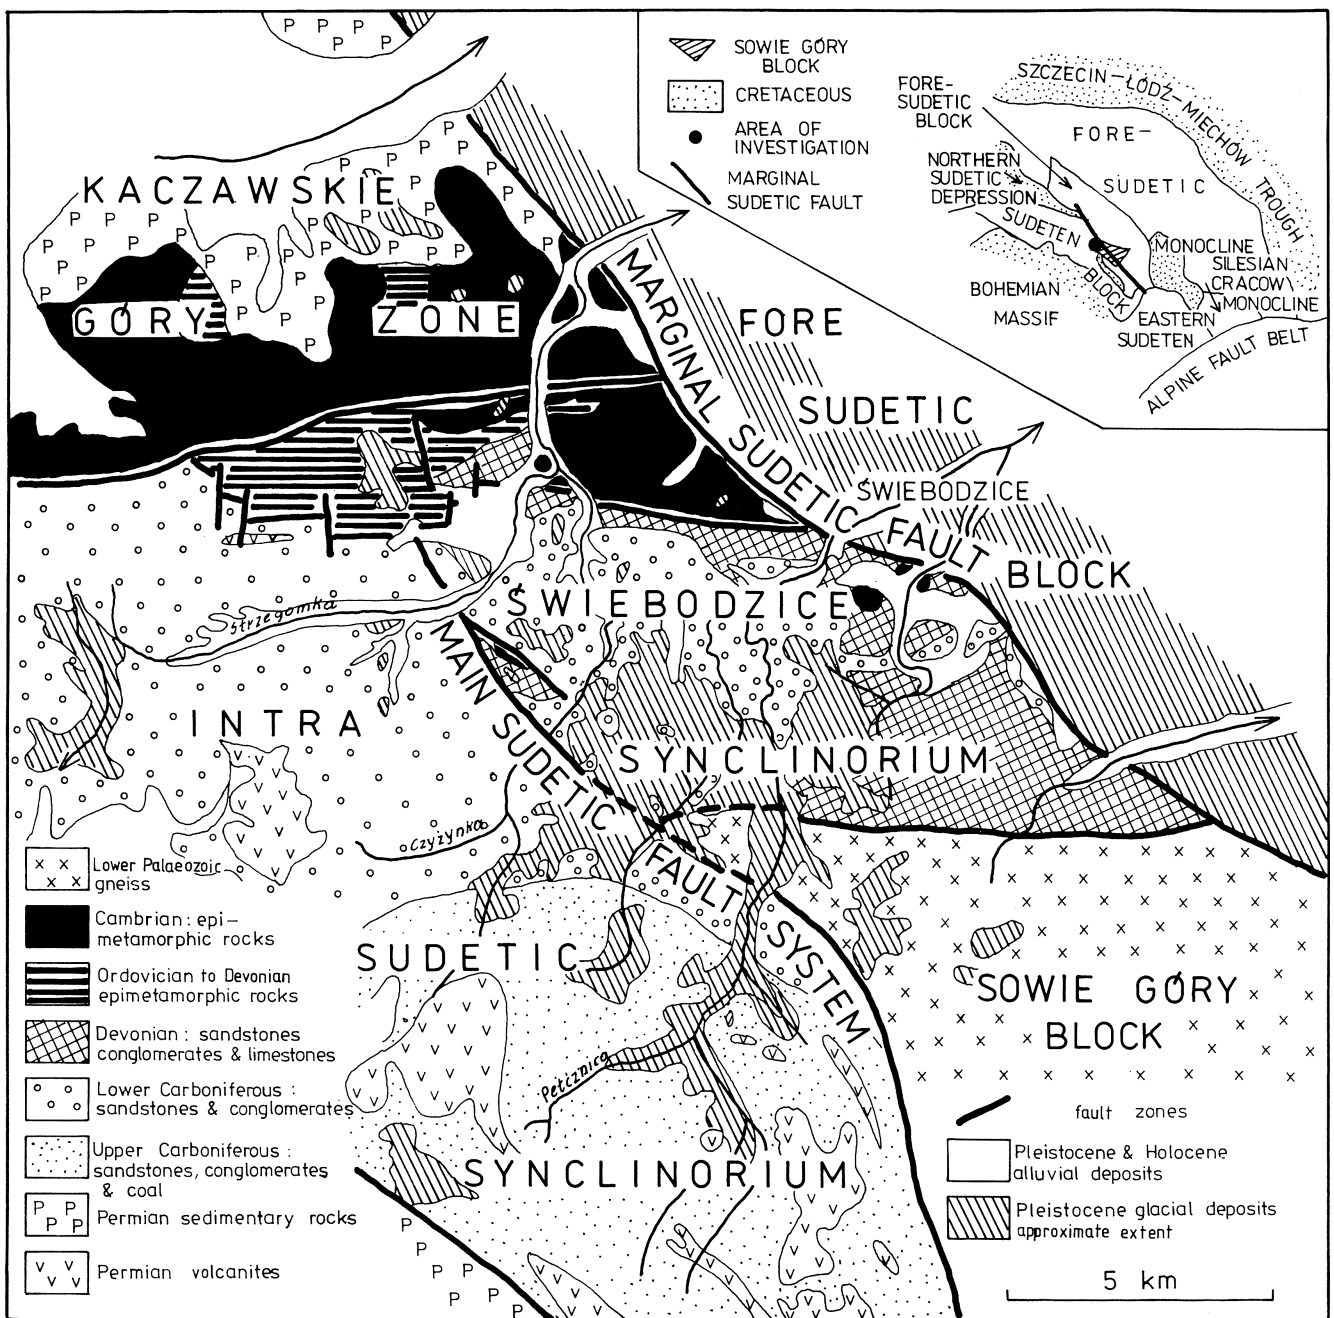 KACZAWSKIE
GÓRY ZONE
MARGINAL SUDETIC FAULT
FORE
SUDETIC
BLOCK
ŚWIEBODZICE
ŚWIEBODZICE
SYNCLINORIUM
Strzegomka
MAIN SUDETIC FAULT SYSTEM
INTRA
SUDETIC
SYNCLINORIUM
Czyżynka
Pełcznica
SOWIE GÓRY
BLOCK
SOWIE GÓRY
BLOCK
CRETACEOUS
AREA OF
INVESTIGATION
MARGINAL
SUDETIC FAULT
FORE-
SUDETIC
BLOCK
SZCZECIN-ŁÓDŹ-MIECHÓW TROUGH
FORE-
SUDETIC
MONOCLINE
NORTHERN
SUDETIC
DEPRESSION
SUDETEN
BLOCK
SILESIAN
CRACOW
MONOCLINE
BOHEMIAN
MASSIF
EASTERN
SUDETEN
ALPINE FAULT BELT
Lower Palaeozoic
gneiss
Cambrian: epi-
metamorphic rocks
Ordovician to Devonian
epimetamorphic rocks
Devonian: sandstones
conglomerates & limestones
Lower Carboniferous:
sandstones & conglomerates
Upper Carboniferous:
sandstones, conglomerates
& coal
Permian sedimentary rocks
Permian volcanites
fault zones
Pleistocene & Holocene
alluvial deposits
Pleistocene glacial deposits
approximate extent
5 km